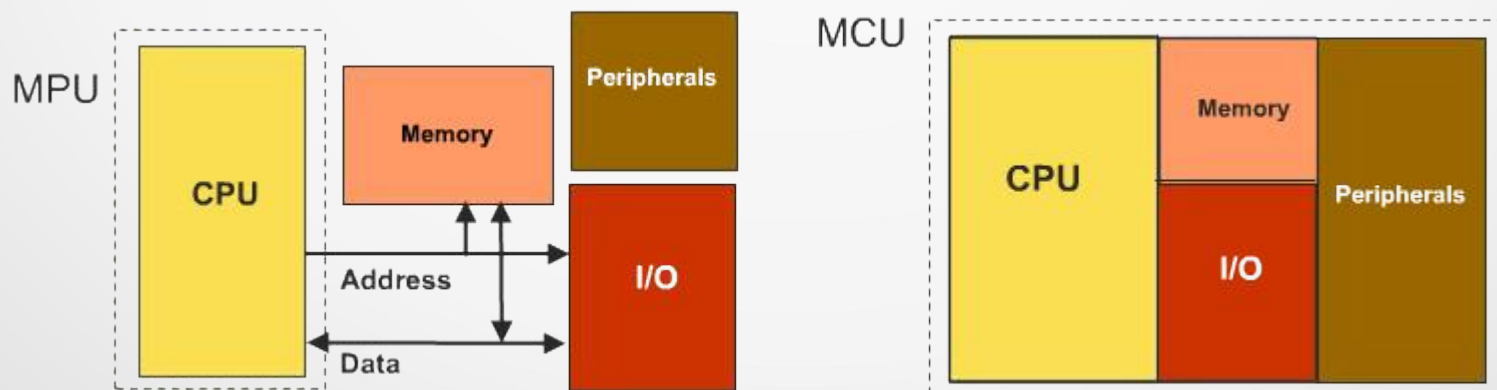 MPU
CPU
Memory
Peripherals
I/O
Address
Data
MCU
CPU
Memory
I/O
Peripherals